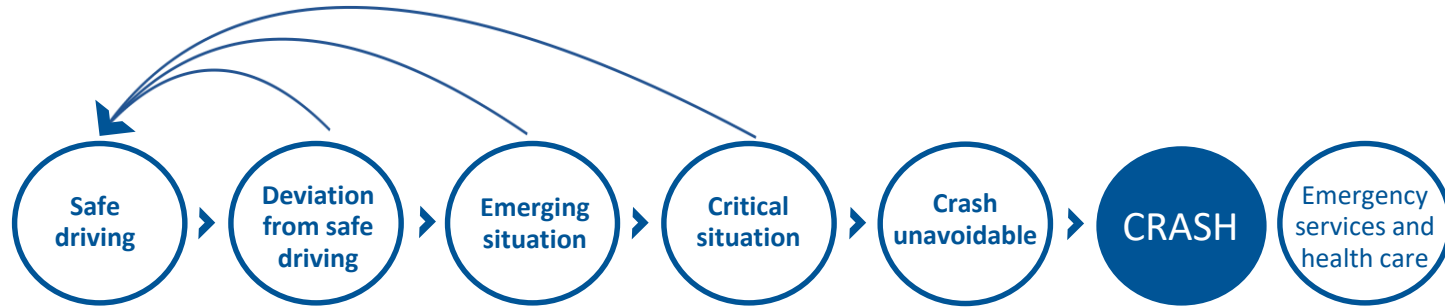 Safe
driving
Deviation
from safe
driving
Emerging
situation
Critical
situation
Crash
unavoidable
CRASH
Emergency
services and
health care